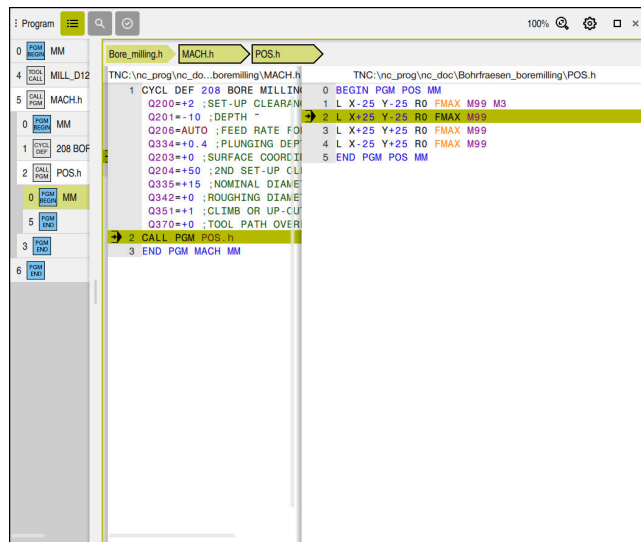 Program
100%
0 PGM BEGIN MM
4 TOOL CALL MILL_D12
5 CALL PGM MACH.h
0 PGM BEGIN MM
1 CYCL DEF 208 BOF
2 CALL PGM POS.h
0 PGM BEGIN MM
5 PGM END
3 PGM END
6 PGM END
Bore_milling.h MACH.h POS.h
TNC:\nc_prog\nc_do...boremilling\MACH.h
1 CYCL DEF 208 BORE MILLING
Q200=+2 ;SET-UP CLEARANC
Q201=-10 ;DEPTH ~
Q206=AUTO ;FEED RATE FO
Q334=+0.4 ;PLUNGING DEPT
Q203=+0 ;SURFACE COORDI
Q204=+50 ;2ND SET-UP CL
Q335=+15 ;NOMINAL DIAME
Q342=+0 ;ROUGHING DIAME
Q351=+1 ;CLIMB OR UP-CUT
Q370=+0 ;TOOL PATH OVER
2 CALL PGM POS.h
3 END PGM MACH MM
TNC:\nc_prog\nc_doc\Bohrfraesen_boremilling\POS.h
0 BEGIN PGM POS MM
1 L X-25 Y-25 R0 FMAX M99 M3
2 L X+25 Y-25 R0 FMAX M99
3 L X+25 Y+25 R0 FMAX M99
4 L X-25 Y+25 R0 FMAX M99
5 END PGM POS MM